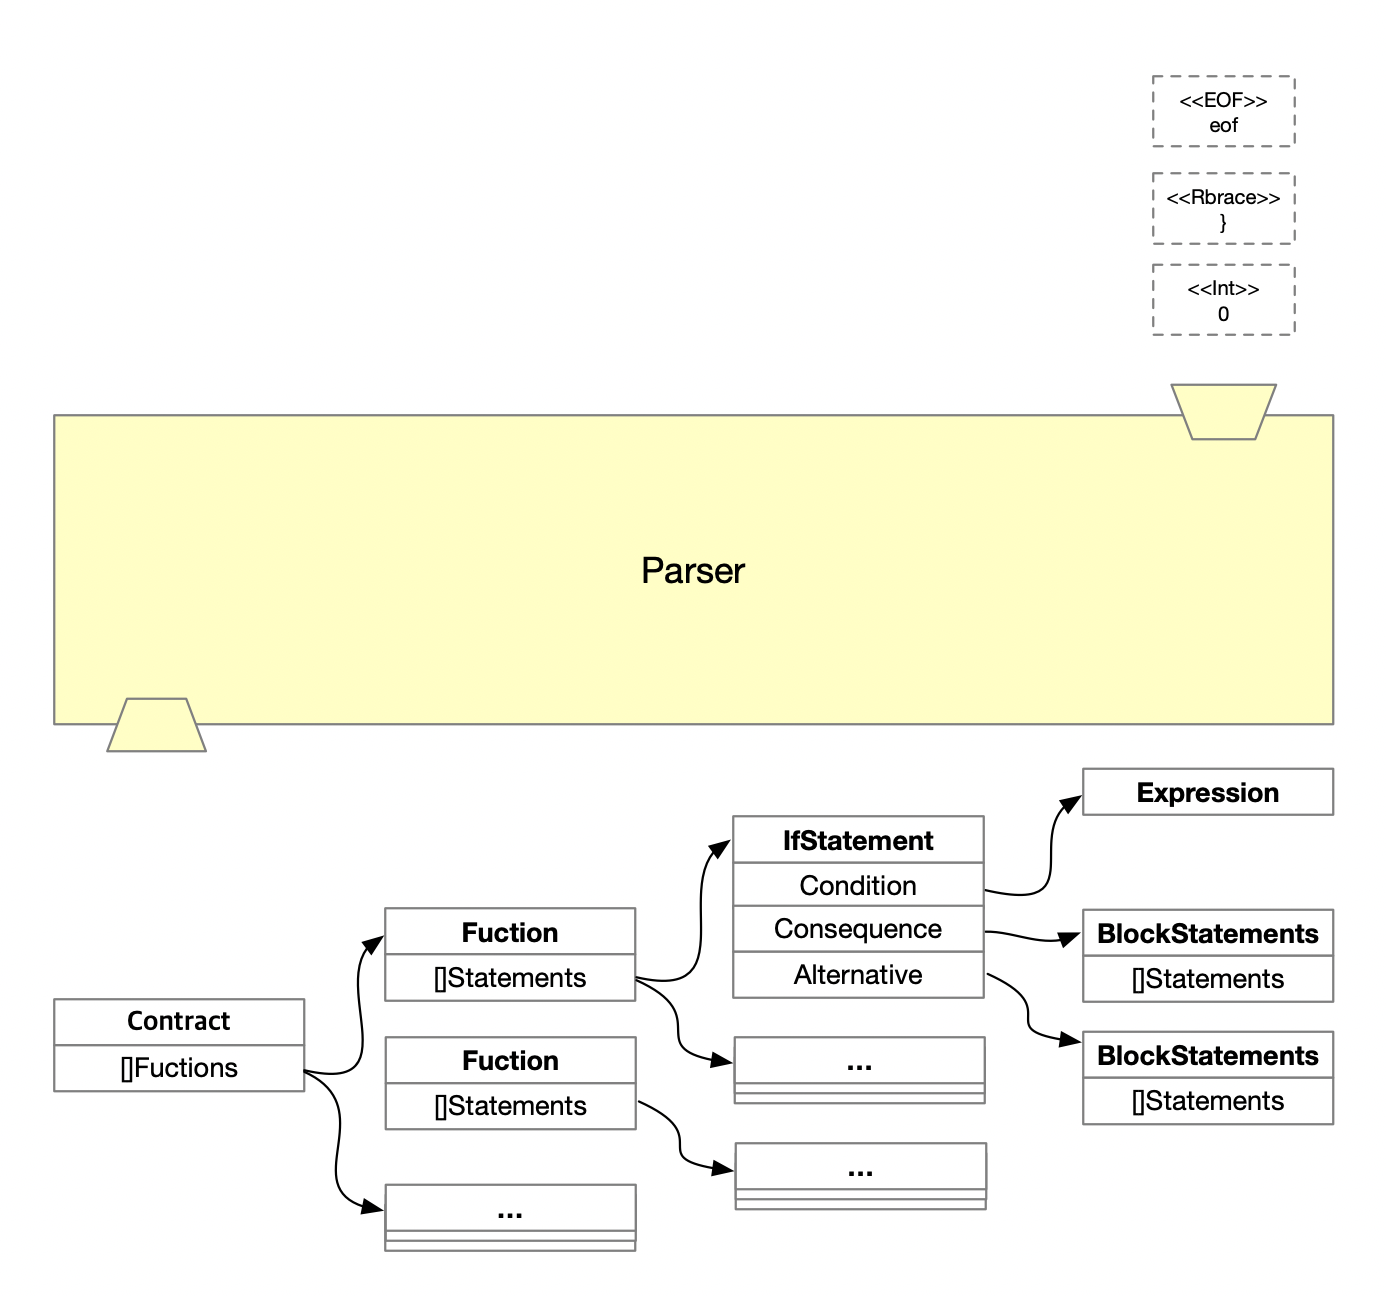 <<EOF>>
eof
<<Rbrace>>
}
<<Int>>
0
Parser
Expression
IfStatement
Condition
Consequence
Alternative
Fuction
[]Statements
BlockStatements
[]Statements
Contract
[]Fuctions
Fuction
[]Statements
...
BlockStatements
[]Statements
...
...